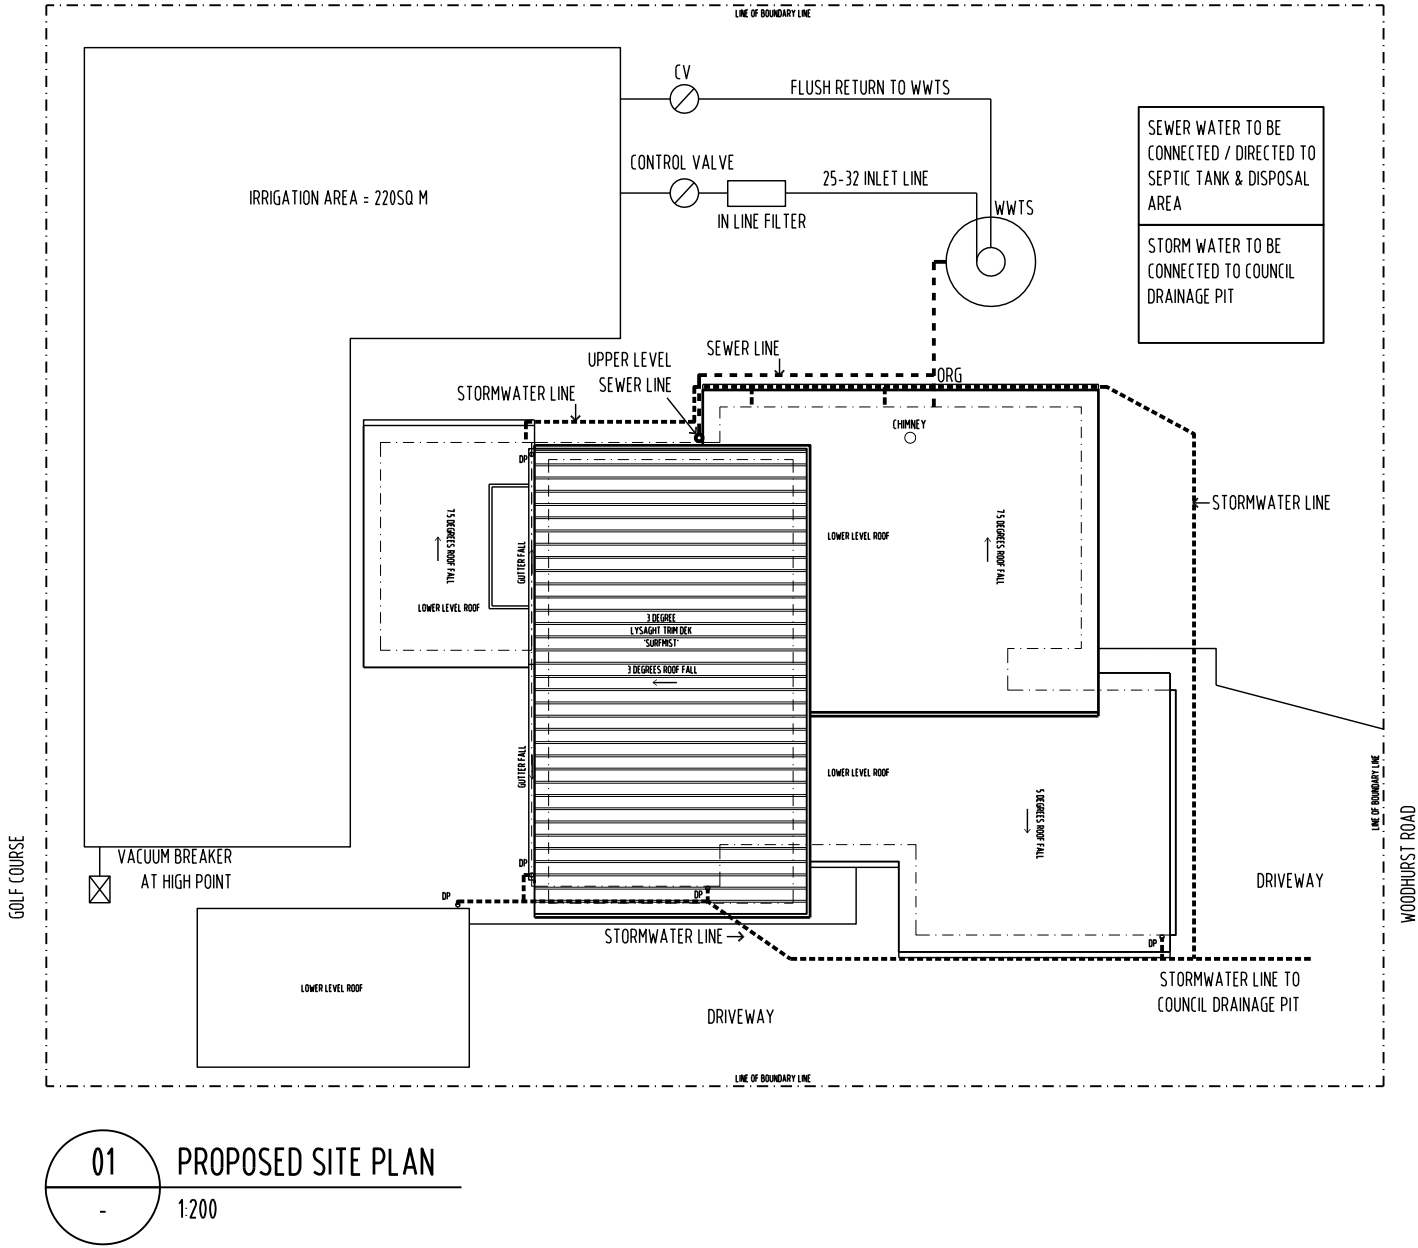 LINE OF BOUNDARY LINE
CV
FLUSH RETURN TO WWTS
CONTROL VALVE
25-32 INLET LINE
IN LINE FILTER
WWTS
IRRIGATION AREA = 220SQ M
SEWER WATER TO BE
CONNECTED / DIRECTED TO
SEPTIC TANK & DISPOSAL
AREA
STORM WATER TO BE
CONNECTED TO COUNCIL
DRAINAGE PIT
SEWER LINE
UPPER LEVEL
SEWER LINE
STORMWATER LINE
ORG
CHIMNEY
DP
STORMWATER LINE
7.5 DEGREES ROOF FALL
LOWER LEVEL ROOF
GUTTER FALL
LOWER LEVEL ROOF
7.5 DEGREES ROOF FALL
3 DEGREE
LYSAGHT TRIM DEK
'SURFMIST'
3 DEGREES ROOF FALL
GUTTER FALL
LOWER LEVEL ROOF
5 DEGREES ROOF FALL
LINE OF BOUNDARY LINE
GOLF COURSE
WOODHURST ROAD
VACUUM BREAKER
AT HIGH POINT
DP
DP
DP
DRIVEWAY
STORMWATER LINE
DP
STORMWATER LINE TO
COUNCIL DRAINAGE PIT
LOWER LEVEL ROOF
DRIVEWAY
LINE OF BOUNDARY LINE
01
PROPOSED SITE PLAN
-
1:200